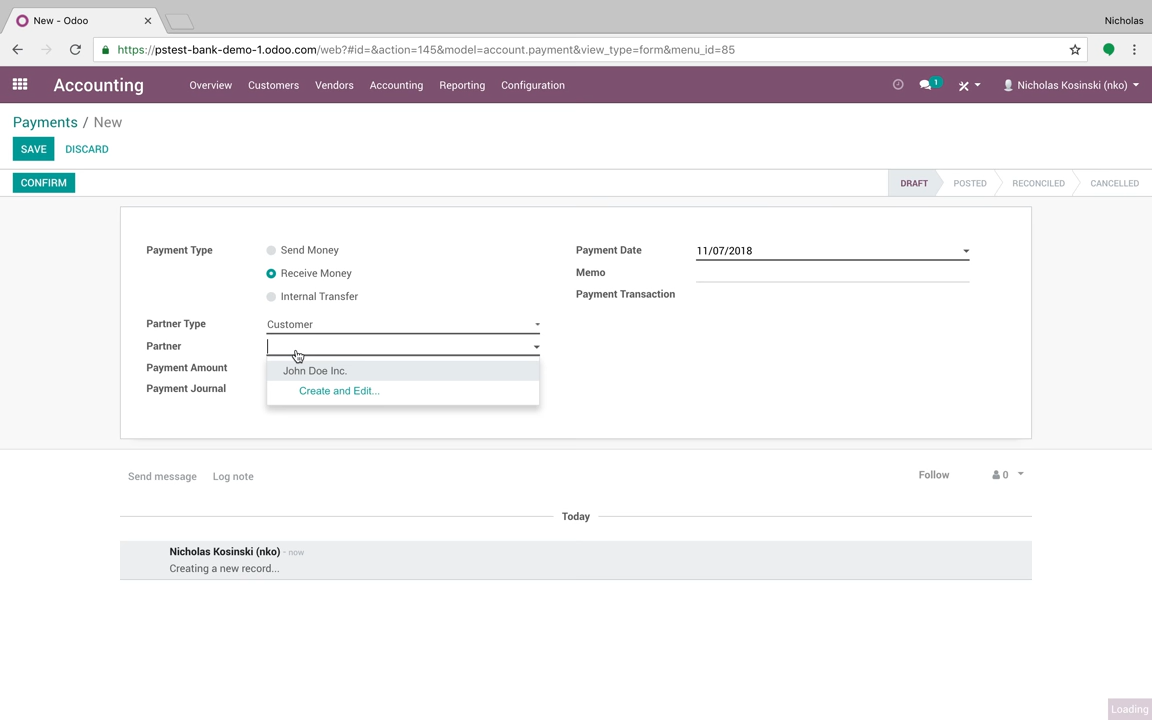 New - Odoo
Nicholas
https://pstest-bank-demo-1.odoo.com/web?#id=&action=145&model=account.payment&view_type=form&menu_id=85
Accounting Overview Customers Vendors Accounting Reporting Configuration 1 Nicholas Kosinski (nko)
Payments / New
SAVE DISCARD
CONFIRM DRAFT POSTED RECONCILED CANCELLED
Payment Type Send Money Payment Date 11/07/2018
Receive Money Memo
Internal Transfer Payment Transaction
Partner Type Customer
Partner
Payment Amount John Doe Inc.
Payment Journal Create and Edit...
Send message Log note Follow 0
Today
Nicholas Kosinski (nko) - now
Creating a new record...
Loading